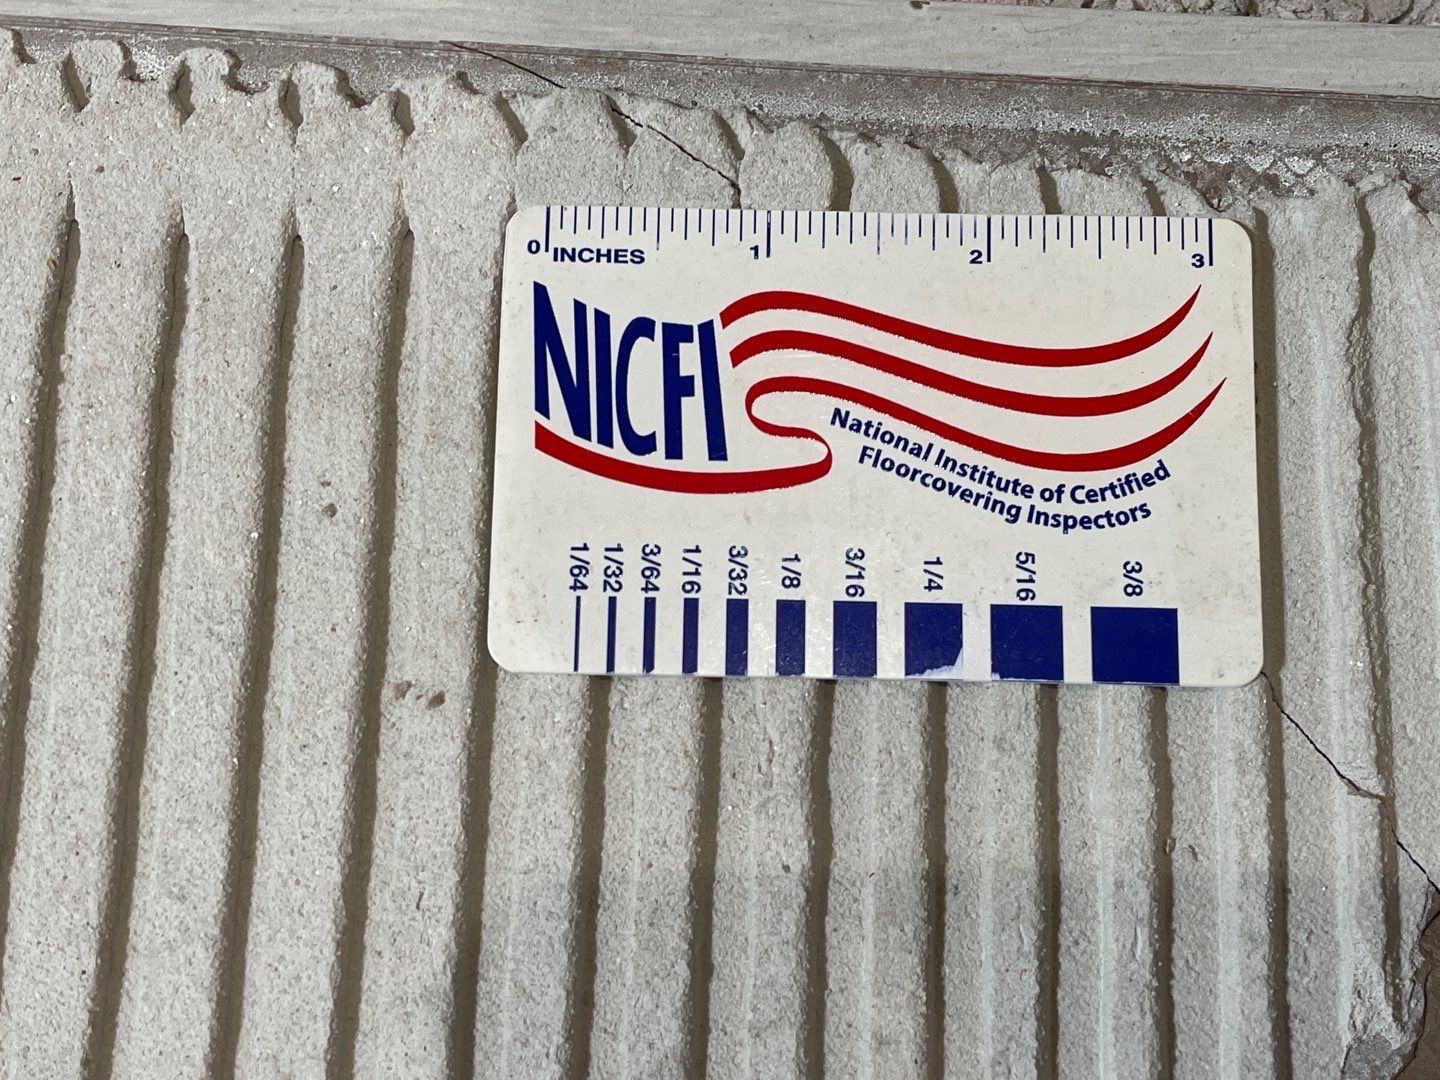 0 INCHES 1 2 3
NICFI
National Institute of Certified
Floorcovering Inspectors
1/64 1/32 3/64 1/16 3/32 1/8 3/16 1/4 5/16 3/8